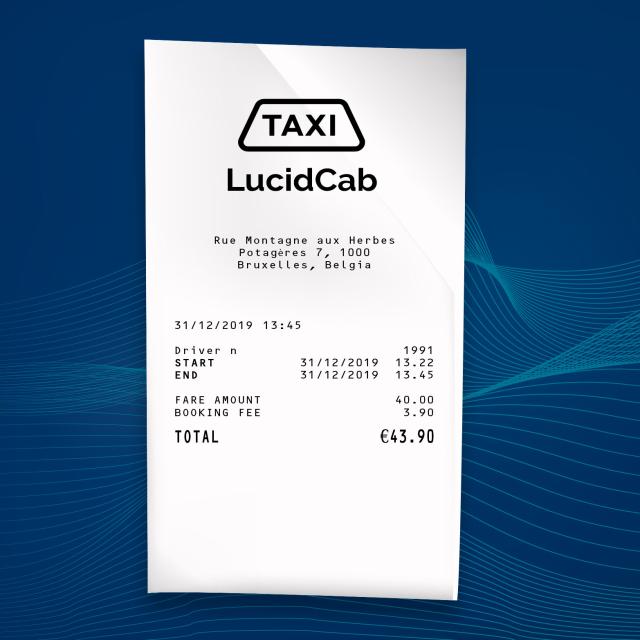 TAXI
LucidCab
Rue Montagne aux Herbes
Potagères 7, 1000
Bruxelles, Belgia
31/12/2019 13:45
Driver n 1991
START 31/12/2019 13.22
END 31/12/2019 13.45
FARE AMOUNT 40.00
BOOKING FEE 3.90
TOTAL €43.90